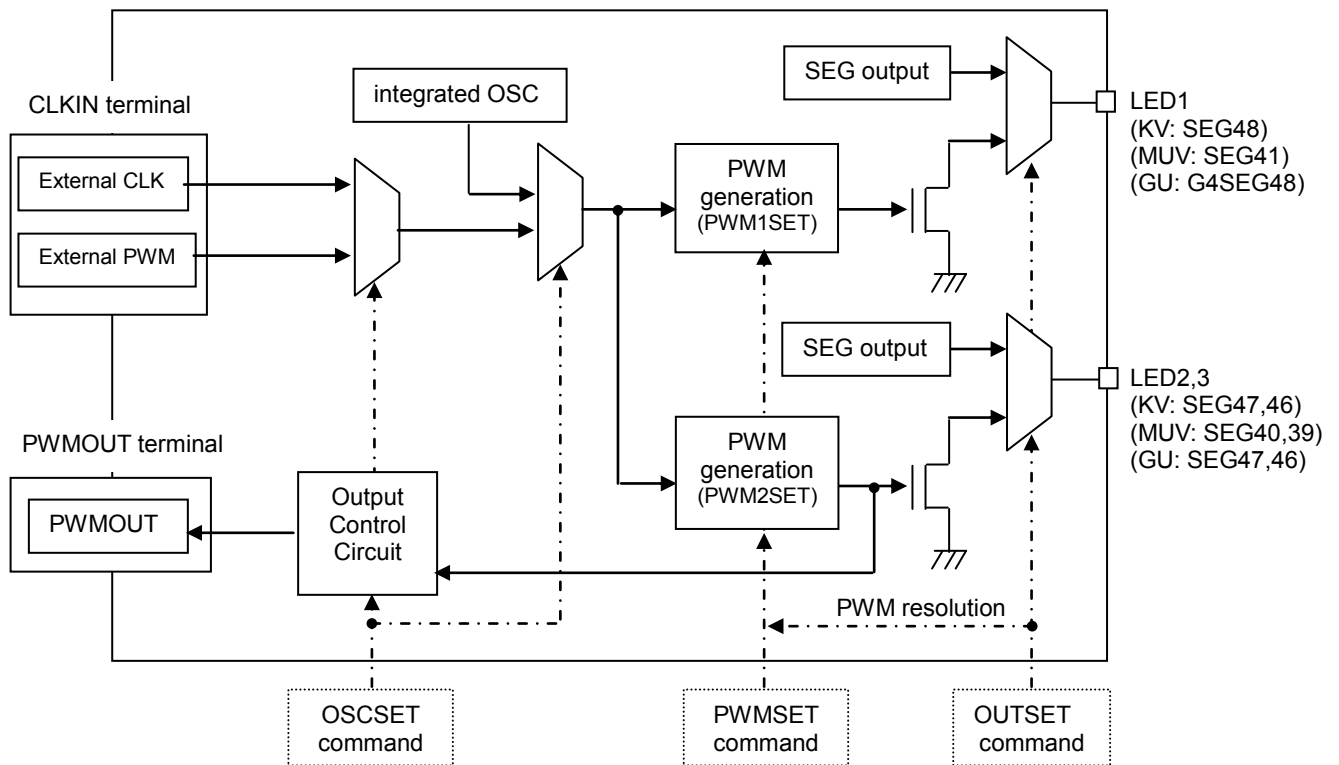 CLKIN terminal
External CLK
External PWM
integrated OSC
PWM
generation
(PWM1SET)
SEG output
LED1
(KV: SEG48)
(MUV: SEG41)
(GU: G4SEG48)
SEG output
LED2,3
(KV: SEG47,46)
(MUV: SEG40,39)
(GU: SEG47,46)
PWM
generation
(PWM2SET)
PWMOUT terminal
PWMOUT
Output
Control
Circuit
PWM resolution
OSCSET
command
PWMSET
command
OUTSET
command